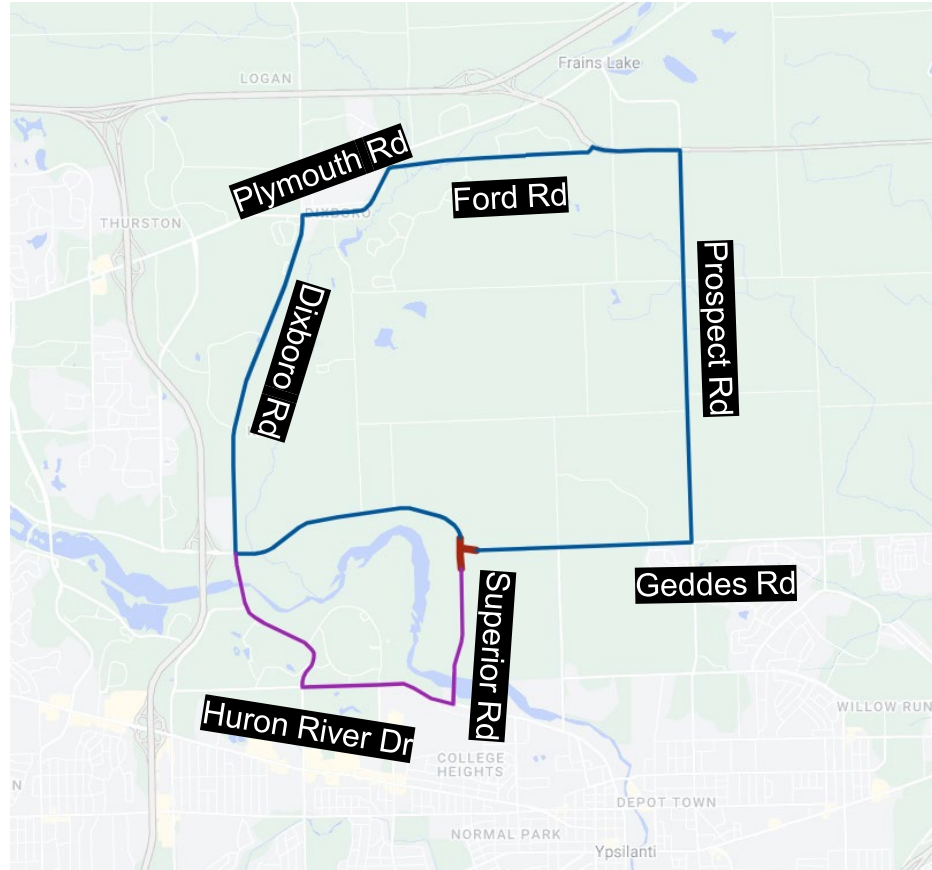 Frains Lake
LOGAN
Plymouth Rd
Ford Rd
DIXBORO
THURSTON
Prospect Rd
Dixboro Rd
Geddes Rd
Superior Rd
Huron River Dr
WILLOW RUN
COLLEGE
HEIGHTS
N
DEPOT TOWN
NORMAL PARK
Ypsilanti